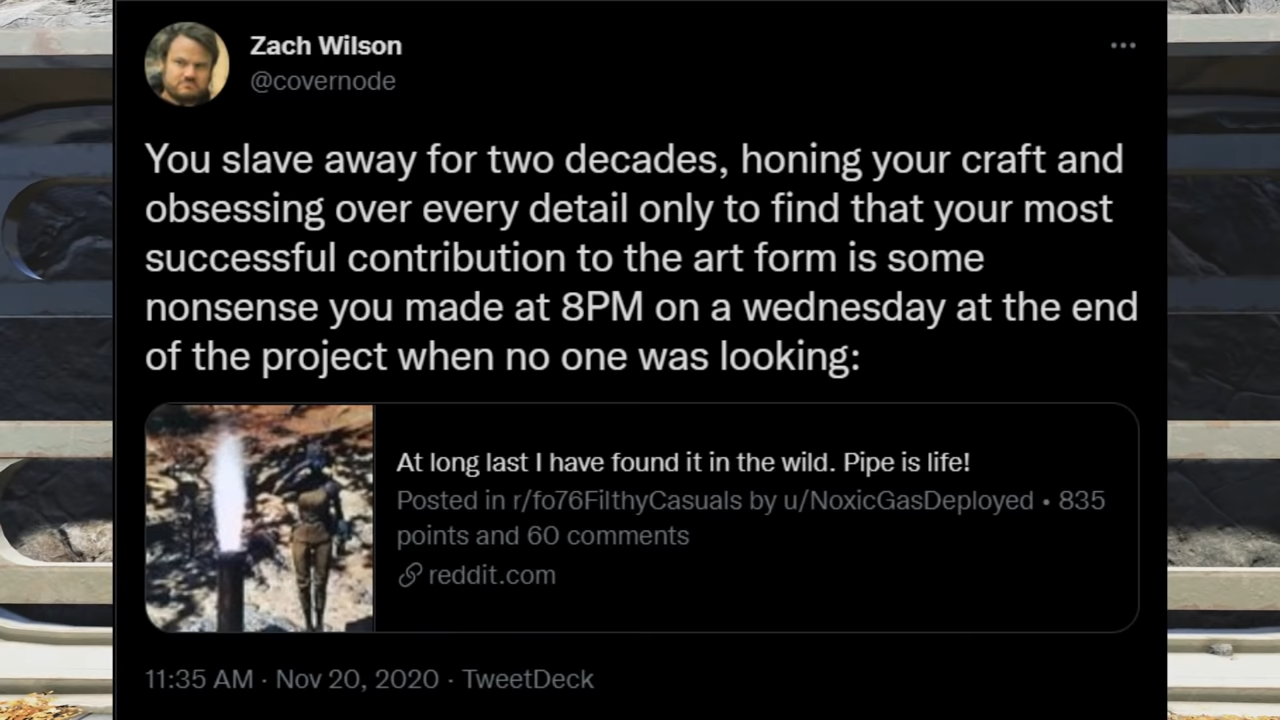 Zach Wilson
@covernode
You slave away for two decades, honing your craft and
obsessing over every detail only to find that your most
successful contribution to the art form is some
nonsense you made at 8PM on a wednesday at the end
of the project when no one was looking:
At long last I have found it in the wild. Pipe is life!
Posted in r/fo76FilthyCasuals by u/NoxicGasDeployed • 835
points and 60 comments
reddit.com
11:35 AM · Nov 20, 2020 · TweetDeck